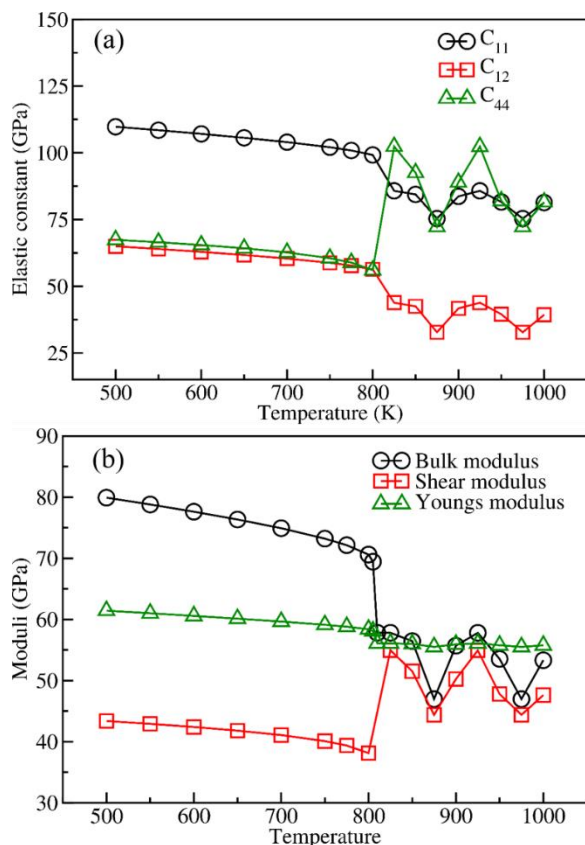 (a)
C11
C12
C44
150
125
100
75
50
25
Elastic constant (GPa)
500 600 700 800 900 1000
Temperature (K)
(b)
Bulk modulus
Shear modulus
Youngs modulus
90
80
70
60
50
40
30
Moduli (GPa)
500 600 700 800 900 1000
Temperature